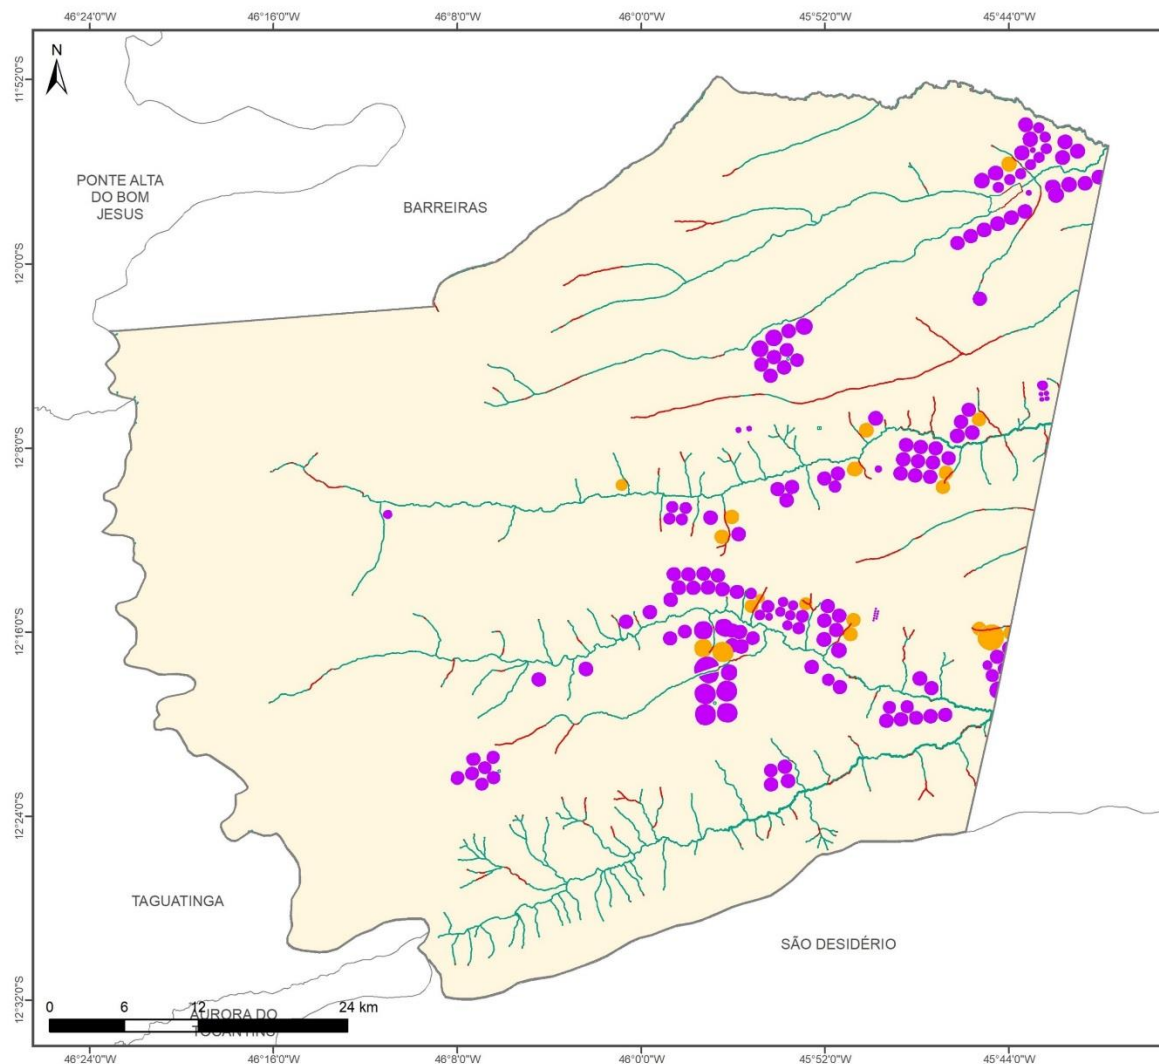 46°24'0"W 46°16'0"W 46°8'0"W 46°0'0"W 45°52'0"W 45°44'0"W
N
11°52'0"S
PONTE ALTA
DO BOM
JESUS
BARREIRAS
12°0'0"S
12°8'0"S
12°16'0"S
12°24'0"S
TAGUATINGA
SÃO DESIDÉRIO
12°32'0"S
0 6 12 24 km
AURORA DO
TOCANTINS
46°24'0"W 46°16'0"W 46°8'0"W 46°0'0"W 45°52'0"W 45°44'0"W